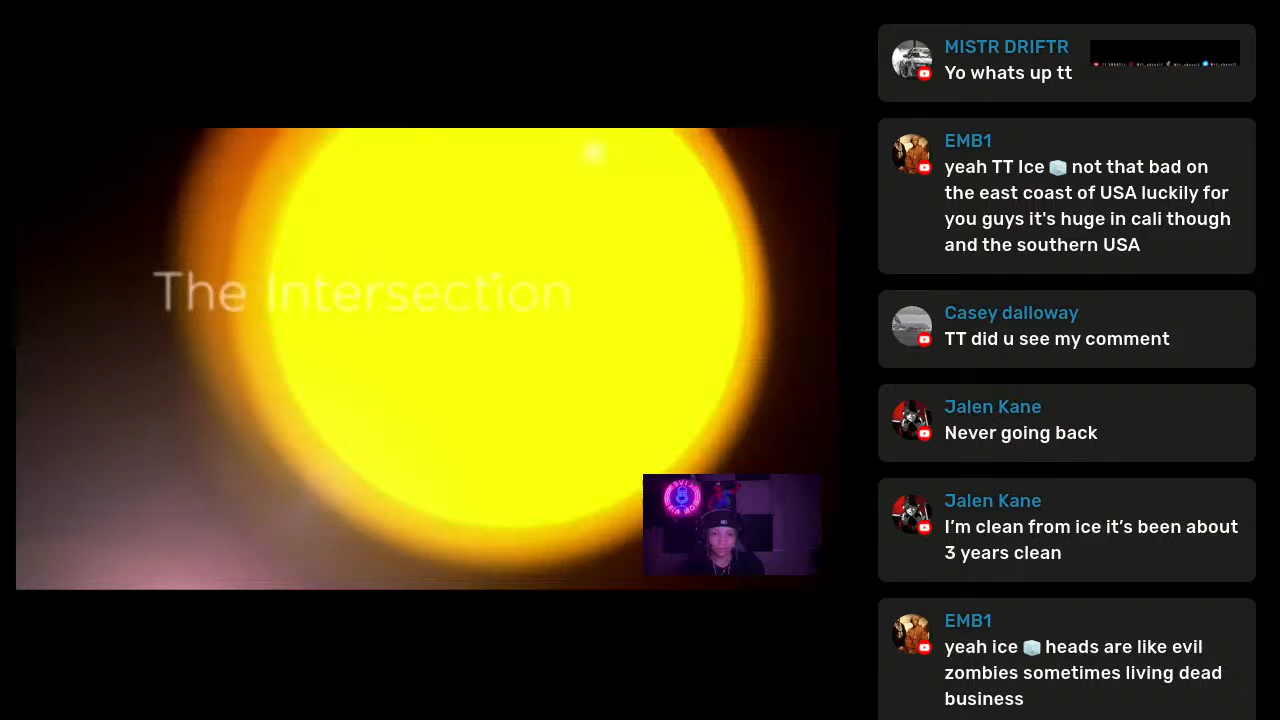 The Intersection
MISTR DRIFTR
Yo whats up tt
EMB1
yeah TT Ice 🧊 not that bad on
the east coast of USA luckily for
you guys it's huge in cali though
and the southern USA
Casey dalloway
TT did u see my comment
Jalen Kane
Never going back
Jalen Kane
I’m clean from ice it’s been about
3 years clean
EMB1
yeah ice 🧊 heads are like evil
zombies sometimes living dead
business